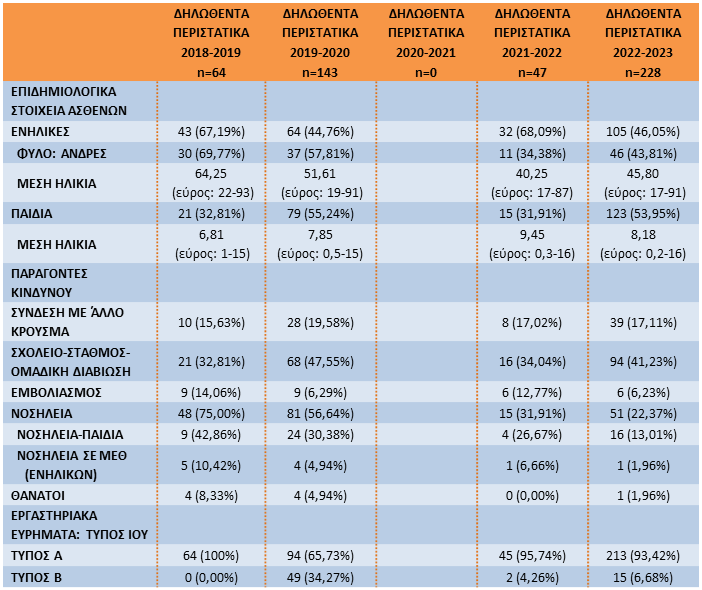 ΔΗΛΩΘΕΝΤΑ ΠΕΡΙΣΤΑΤΙΚΑ 2018-2019 n=64	ΔΗΛΩΘΕΝΤΑ ΠΕΡΙΣΤΑΤΙΚΑ 2019-2020 n=143	ΔΗΛΩΘΕΝΤΑ ΠΕΡΙΣΤΑΤΙΚΑ 2020-2021 n=0	ΔΗΛΩΘΕΝΤΑ ΠΕΡΙΣΤΑΤΙΚΑ 2021-2022 n=47	ΔΗΛΩΘΕΝΤΑ ΠΕΡΙΣΤΑΤΙΚΑ 2022-2023 n=228
ΕΠΙΔΗΜΙΟΛΟΓΙΚΑ
ΣΤΟΙΧΕΙΑ ΑΣΘΕΝΩΝ
ΕΝΗΛΙΚΕΣ 43 (67,19%) 64 (44,76%) 32 (68,09%) 105 (46,05%)
ΦΥΛΟ: ΑΝΔΡΕΣ 30 (69,77%) 37 (57,81%) 11 (34,38%) 46 (43,81%)
ΜΕΣΗ ΗΛΙΚΙΑ 64,25 51,61 40,25 45,80
(εύρος: 22-93) (εύρος: 19-91) (εύρος: 17-87) (εύρος: 17-91)
ΠΑΙΔΙΑ 21 (32,81%) 79 (55,24%) 15 (31,91%) 123 (53,95%)
ΜΕΣΗ ΗΛΙΚΙΑ 6,81 7,85 9,45 8,18
(εύρος: 1-15) (εύρος: 0,5-15) (εύρος: 0,3-16) (εύρος: 0,2-16)
ΠΑΡΑΓΟΝΤΕΣ
ΚΙΝΔΥΝΟΥ
ΣΥΝΔΕΣΗ ΜΕ ΆΛΛΟ
ΚΡΟΥΣΜΑ 10 (15,63%) 28 (19,58%) 8 (17,02%) 39 (17,11%)
ΣΧΟΛΕΙΟ-ΣΤΑΘΜΟΣ-
ΟΜΑΔΙΚΗ ΔΙΑΒΙΩΣΗ 21 (32,81%) 68 (47,55%) 16 (34,04%) 94 (41,23%)
ΕΜΒΟΛΙΑΣΜΟΣ 9 (14,06%) 9 (6,29%) 6 (12,77%) 6 (6,23%)
ΝΟΣΗΛΕΙΑ 48 (75,00%) 81 (56,64%) 15 (31,91%) 51 (22,37%)
ΝΟΣΗΛΕΙΑ-ΠΑΙΔΙΑ 9 (42,86%) 24 (30,38%) 4 (26,67%) 16 (13,01%)
ΝΟΣΗΛΕΙΑ ΣΕ ΜΕΘ
(ΕΝΗΛΙΚΩΝ) 5 (10,42%) 4 (4,94%) 1 (6,66%) 1 (1,96%)
ΘΑΝΑΤΟΙ 4 (8,33%) 4 (4,94%) 0 (0,00%) 1 (1,96%)
ΕΡΓΑΣΤΗΡΙΑΚΑ
ΕΥΡΗΜΑΤΑ: ΤΥΠΟΣ ΙΟΥ
ΤΥΠΟΣ Α 64 (100%) 94 (65,73%) 45 (95,74%) 213 (93,42%)
ΤΥΠΟΣ Β 0 (0,00%) 49 (34,27%) 2 (4,26%) 15 (6,68%)